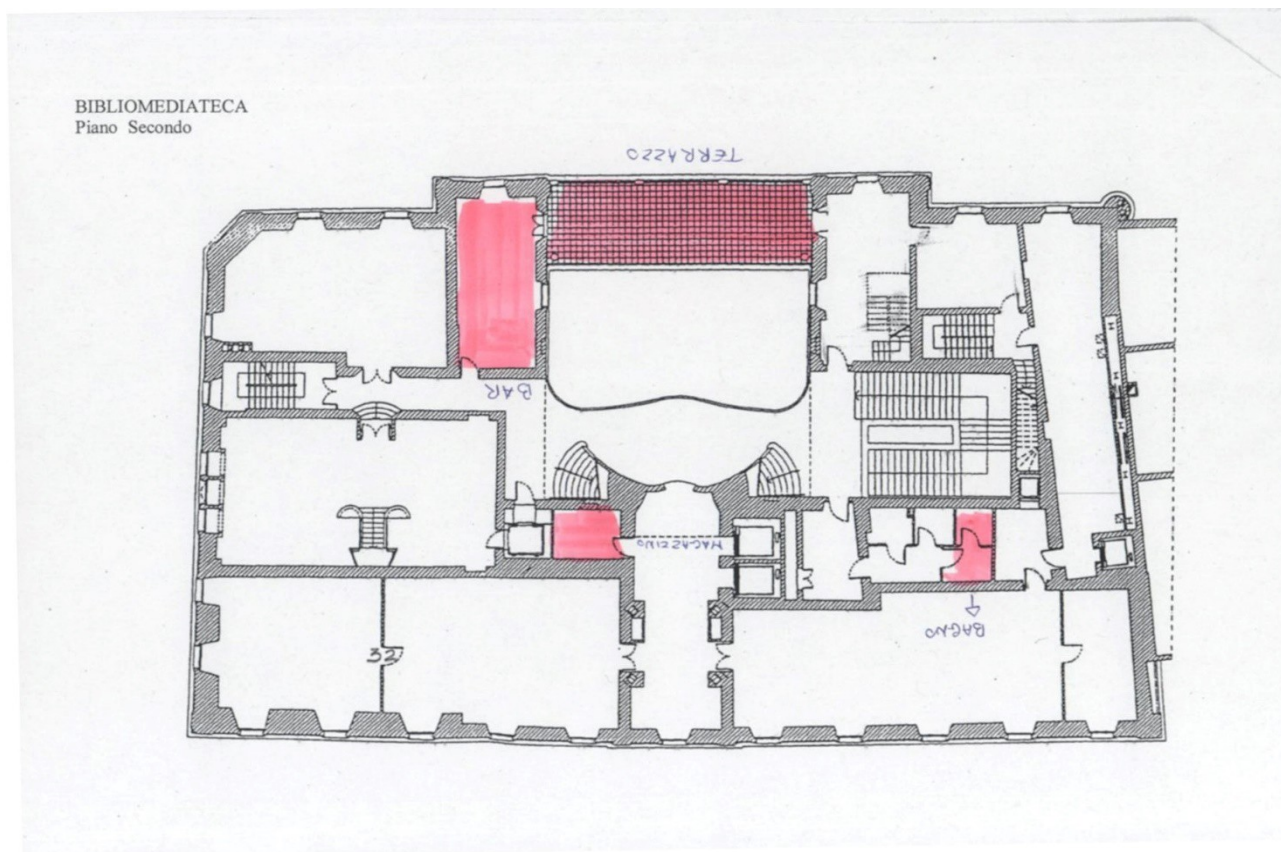 BIBLIOMEDIATECA
Piano Secondo
TERRAZZO
BAR
MAGAZZINO
BAGNO
32